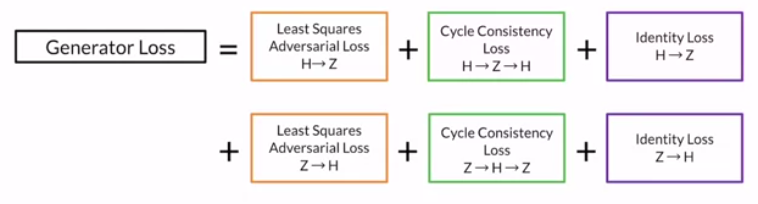 Generator Loss
=
Least Squares
Adversarial Loss
H→Z
+
Cycle Consistency
Loss
H→Z→H
+
Identity Loss
H→Z
+
Least Squares
Adversarial Loss
Z→H
+
Cycle Consistency
Loss
Z→H→Z
+
Identity Loss
Z→H